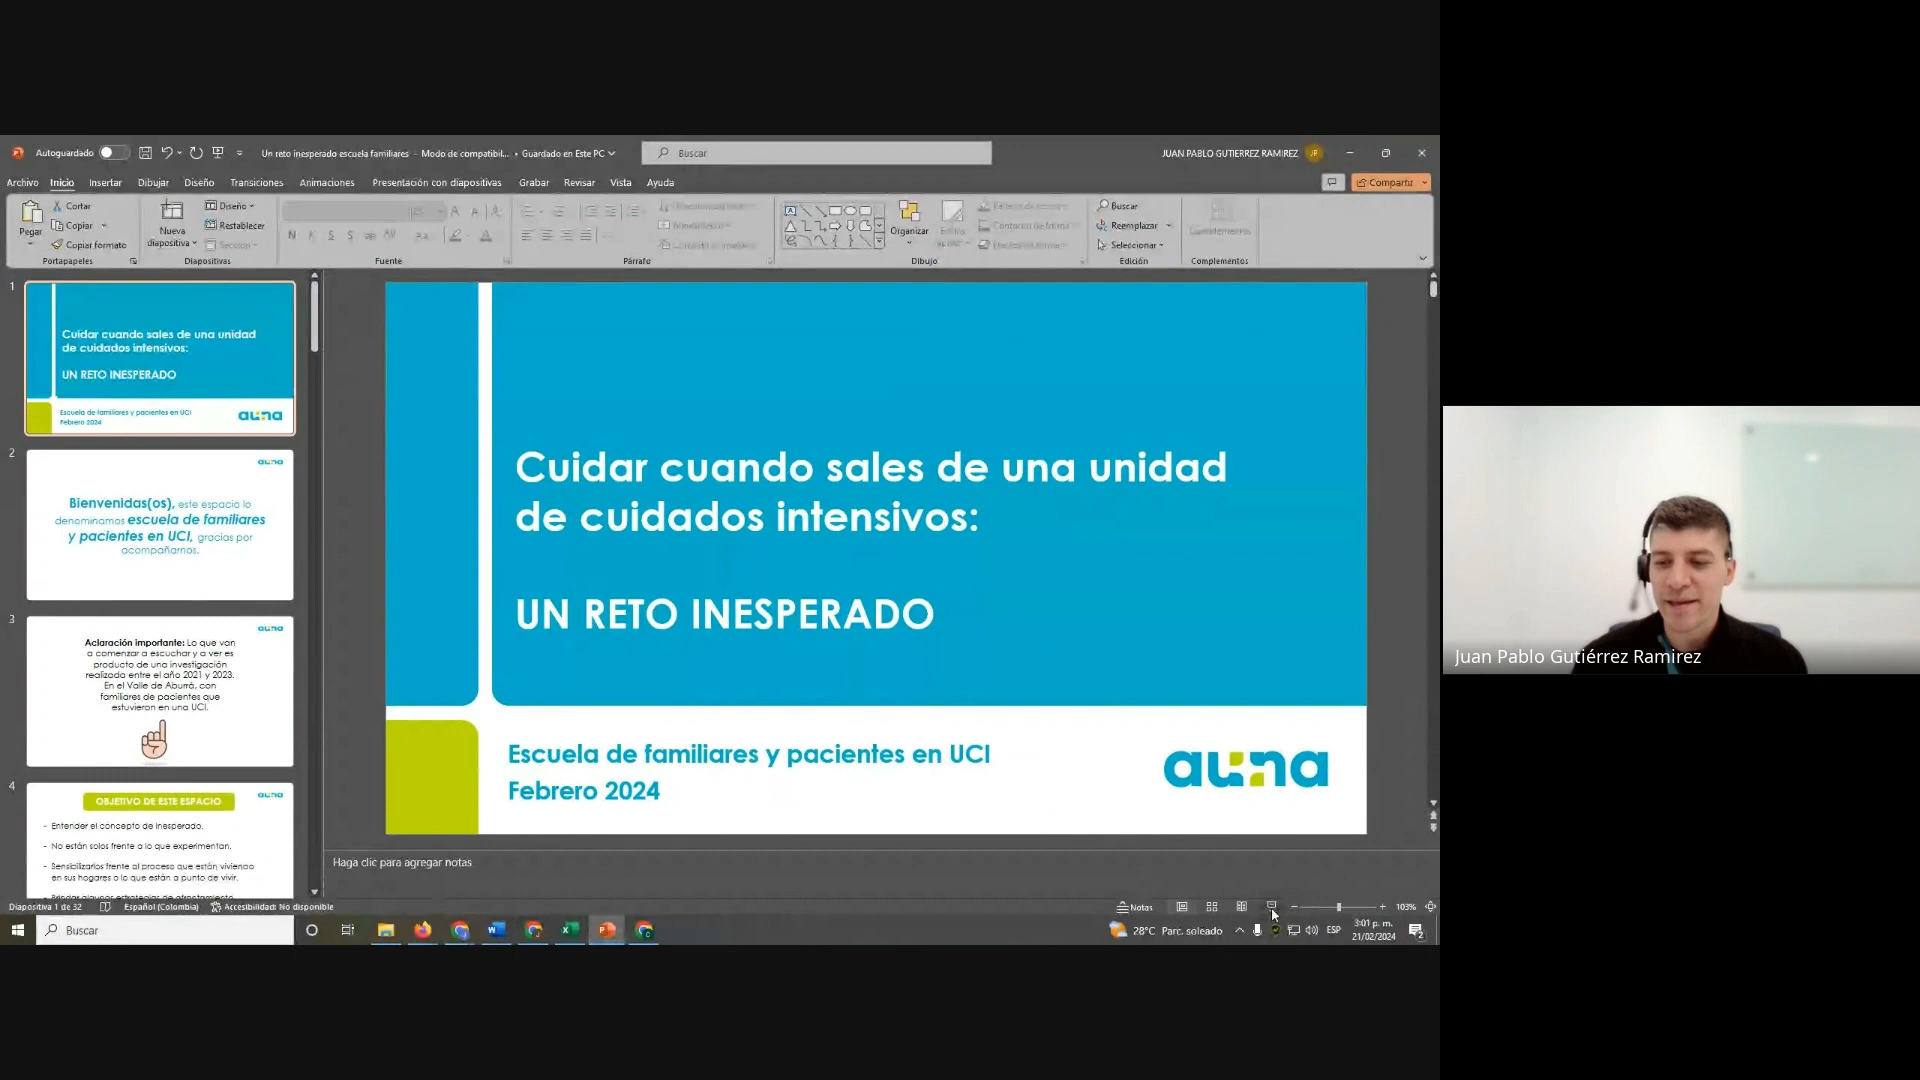 Autoguardado
Un reto inesperado escuela familiares - Modo de compatibil... • Guardado en Este PC
Buscar
JUAN PABLO GUTIERREZ RAMIREZ
JP
Archivo Inicio Insertar Dibujar Diseño Transiciones Animaciones Presentación con diapositivas Grabar Revisar Vista Ayuda
Compartir
Pegar
Cortar
Copiar
Copiar formato
Portapapeles
Nueva
diapositiva
Diseño
Restablecer
Sección
Diapositivas
Fuente
Párrafo
Organizar
Dibujo
Buscar
Reemplazar
Seleccionar
Edición
Complementos
Complementos
1
Cuidar cuando sales de una unidad
de cuidados intensivos:
UN RETO INESPERADO
Escuela de familiares y pacientes en UCI
Febrero 2024
auna
2
auna
Bienvenidas(os), este espacio lo
denominamos escuela de familiares
y pacientes en UCI, gracias por
acompañarnos.
3
auna
Aclaración importante: Lo que van
a comenzar a escuchar y a ver es
producto de una investigación
realizada entre el año 2021 y 2023.
En el Valle de Aburrá, con
familiares de pacientes que
estuvieron en una UCI.
4
auna
OBJETIVO DE ESTE ESPACIO
- Entender el concepto de inesperado.
- No están solos frente a lo que experimentan.
- Sensibilizarlos frente al proceso que están viviendo
en sus hogares o lo que están a punto de vivir.
Cuidar cuando sales de una unidad
de cuidados intensivos:
UN RETO INESPERADO
Escuela de familiares y pacientes en UCI
Febrero 2024
auna
Haga clic para agregar notas
Diapositiva 1 de 32
Español (Colombia)
Accesibilidad: No disponible
Notas
103%
Buscar
28°C Parc. soleado
ESP
3:01 p. m.
21/02/2024
2
Juan Pablo Gutiérrez Ramirez